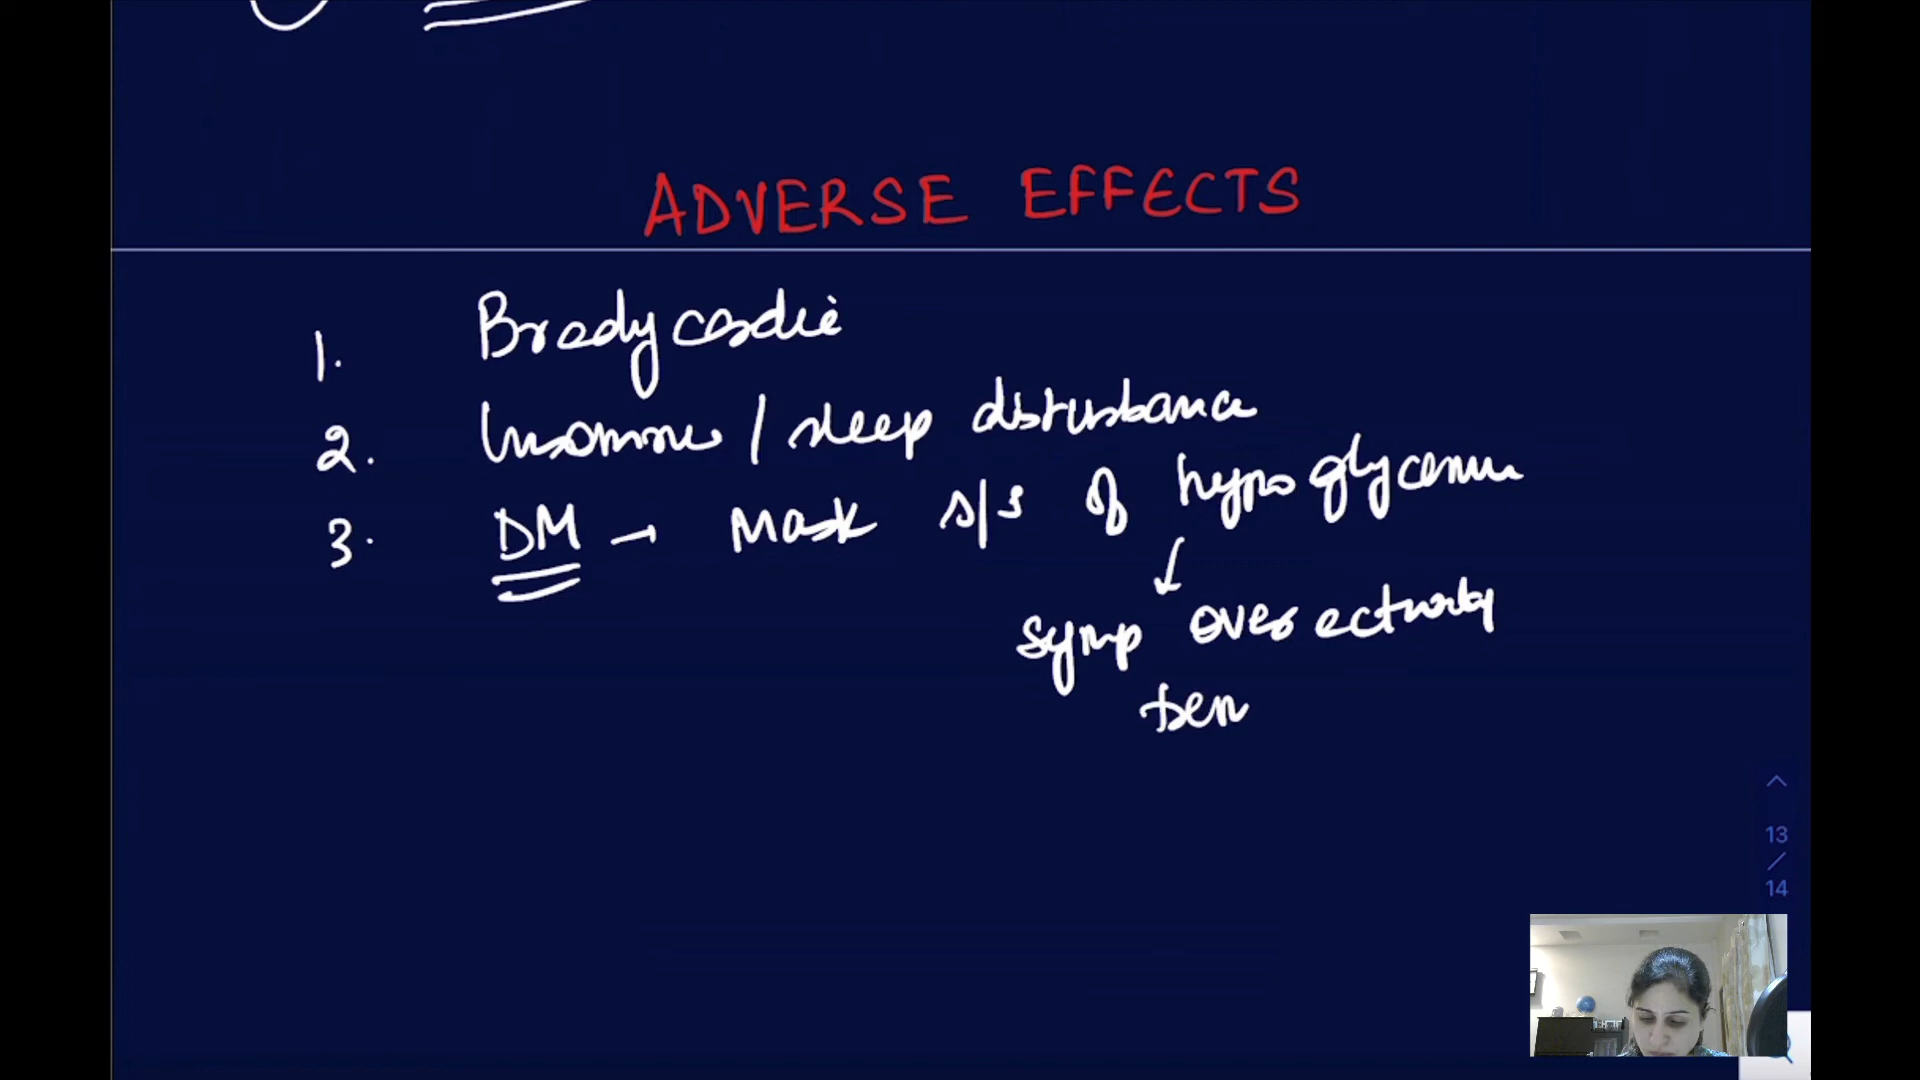 ADVERSE EFFECTS
1. Bradycardia
2. Insomnia / sleep disturbance
3. DM → Mask s/s of hypoglycemia
↓
symp overactivity
13
/
14